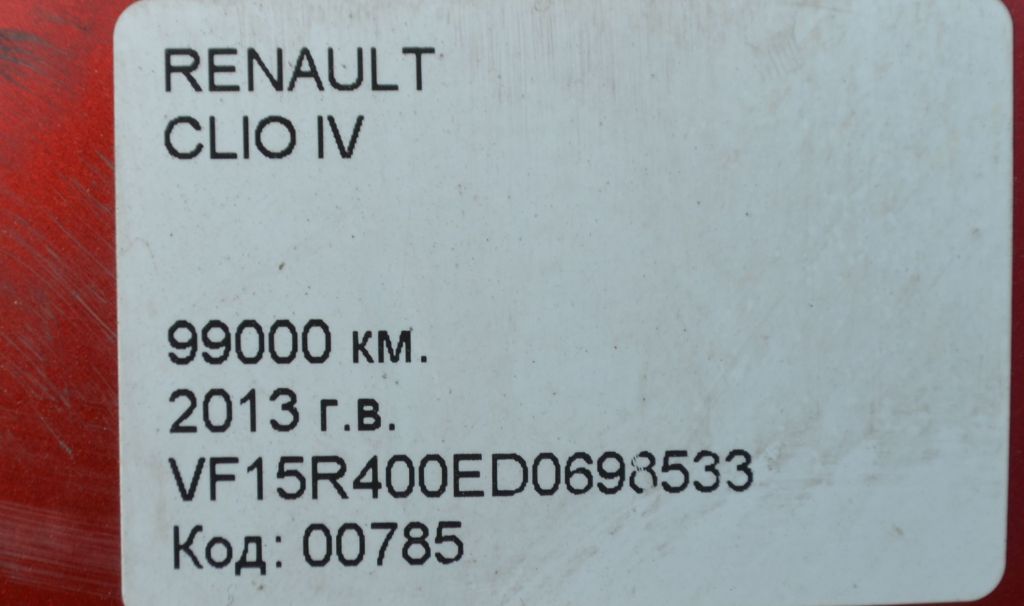 RENAULT
CLIO IV
99000 км.
2013 г.в.
VF15R400ED0698533
Код: 00785